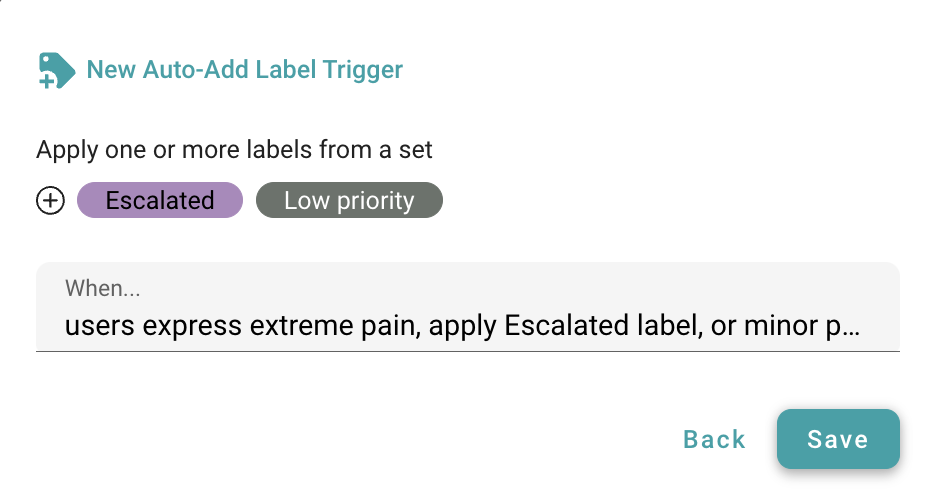 New Auto-Add Label Trigger
Apply one or more labels from a set
Escalated Low priority
When...
users express extreme pain, apply Escalated label, or minor p...
Back Save